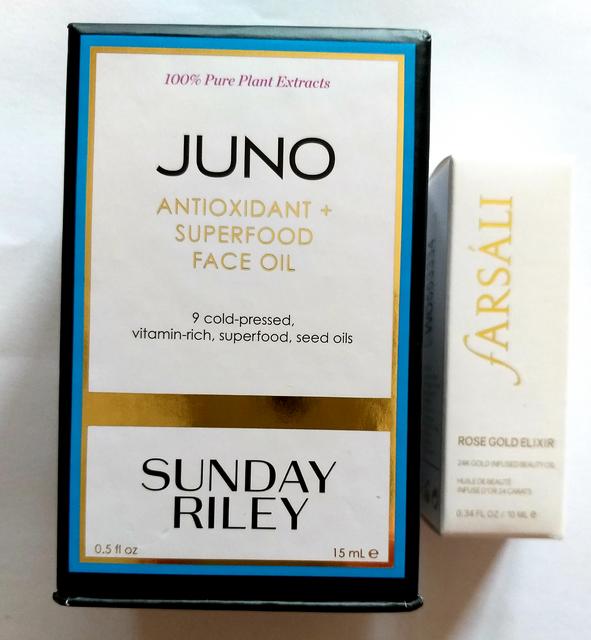 100% Pure Plant Extracts
JUNO
ANTIOXIDANT +
SUPERFOOD
FACE OIL
9 cold-pressed,
vitamin-rich, superfood, seed oils
SUNDAY
RILEY
0.5 fl oz 15 mL e
fARSÁLI
ROSE GOLD ELIXIR
24K GOLD INFUSED BEAUTY OIL
HUILE DE BEAUTÉ
INFUSÉ D'OR 24 CARATS
0.34 FL OZ / 10 ML e